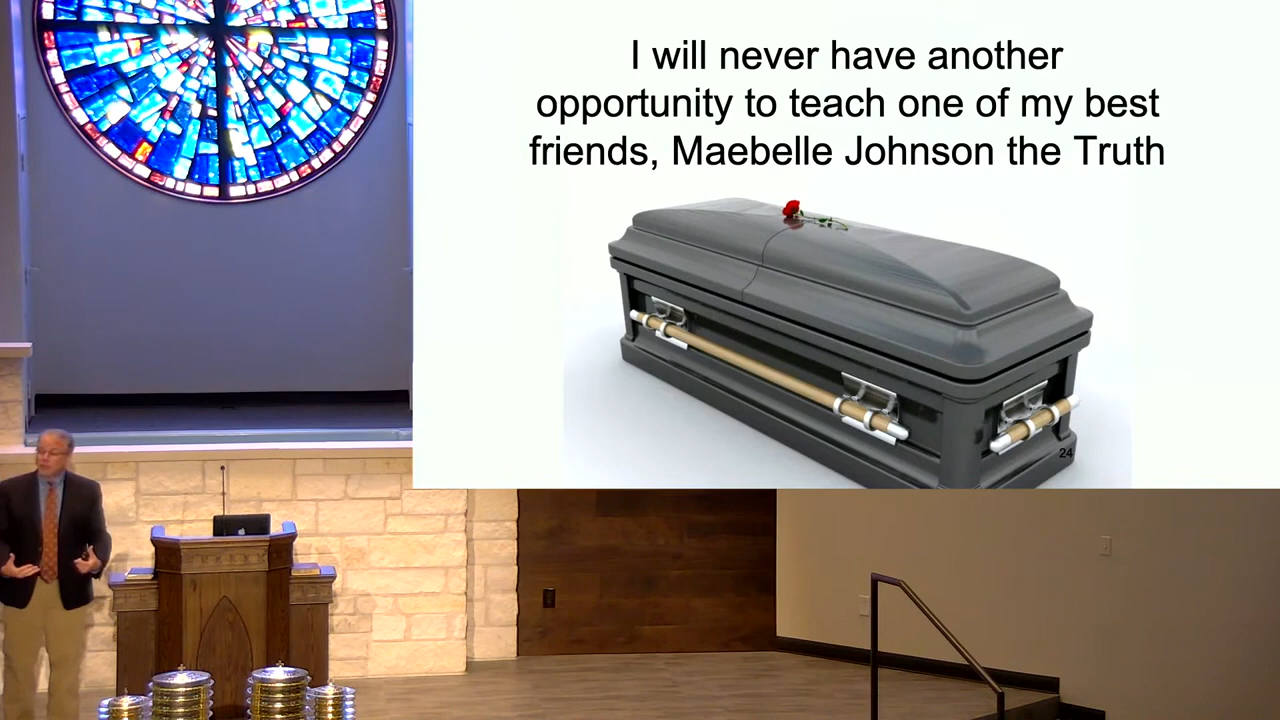 I will never have another
opportunity to teach one of my best
friends, Maebelle Johnson the Truth
24